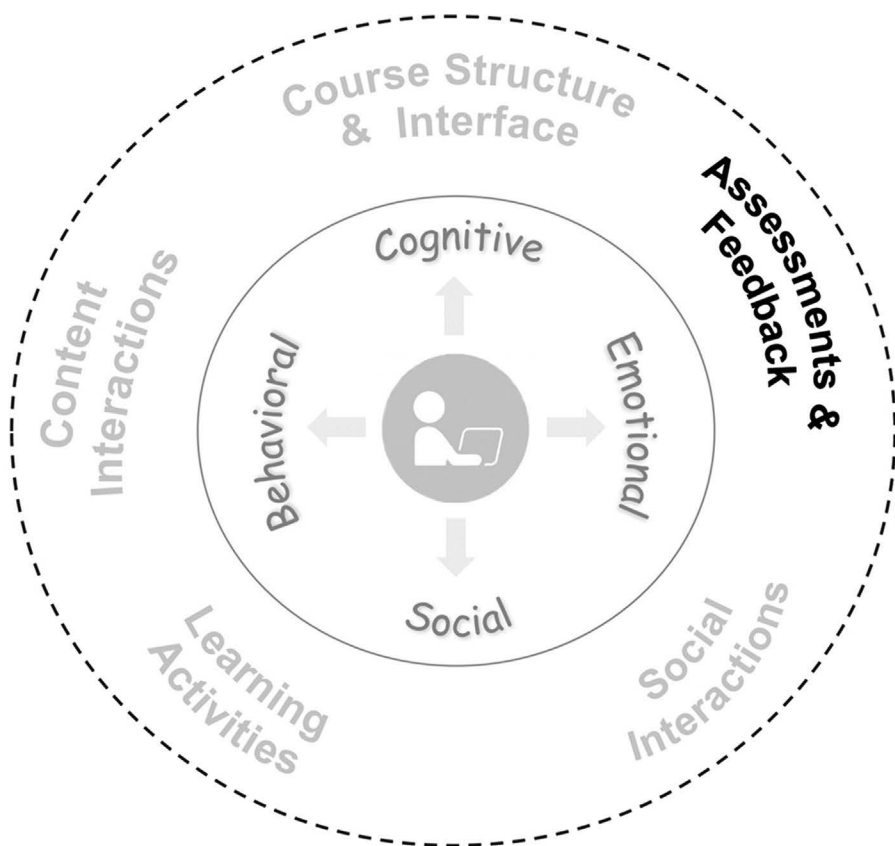 Course Structure
& Interface
Assessments &
Feedback
Content
Interactions
Cognitive
Behavioral
Emotional
Social
Learning
Activities
Social
Interactions